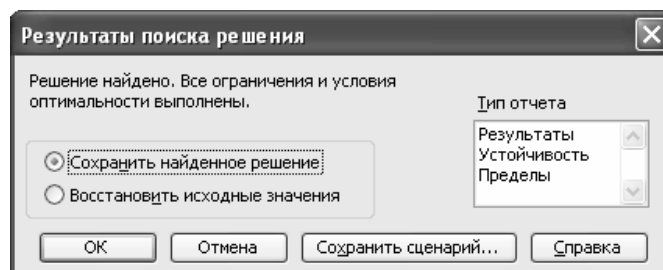 Результаты поиска решения
Решение найдено. Все ограничения и условия
оптимальности выполнены.
Тип отчета
Результаты
Устойчивость
Пределы
Сохранить найденное решение
Восстановить исходные значения
ОК
Отмена
Сохранить сценарий...
Справка